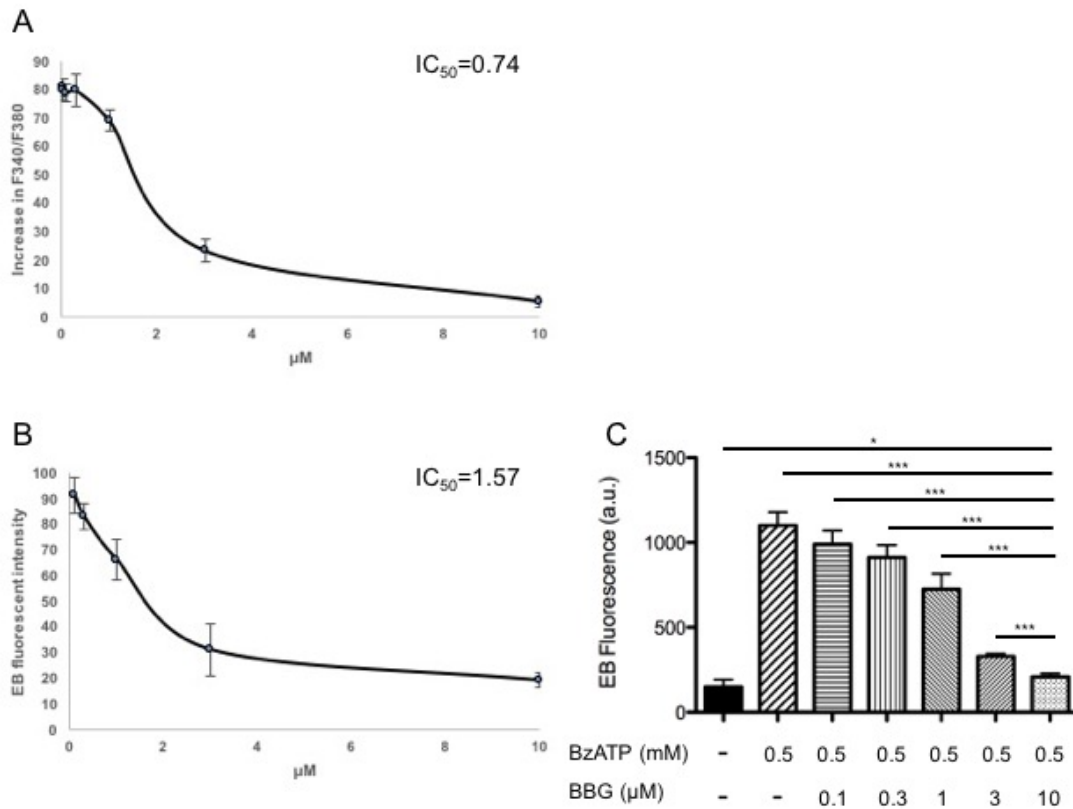 A
IC50=0.74
Increase in F340/F380
90
80
70
60
50
40
30
20
10
0
0 2 4 6 8 10
µM
B
IC50=1.57
EB fluorescent intensity
100
90
80
70
60
50
40
30
20
10
0
0 2 4 6 8 10
µM
C
EB Fluorescence (a.u.)
1500
1000
500
0
*
***
***
***
***
***
BzATP (mM) - 0.5 0.5 0.5 0.5 0.5 0.5
BBG (µM) - - 0.1 0.3 1 3 10